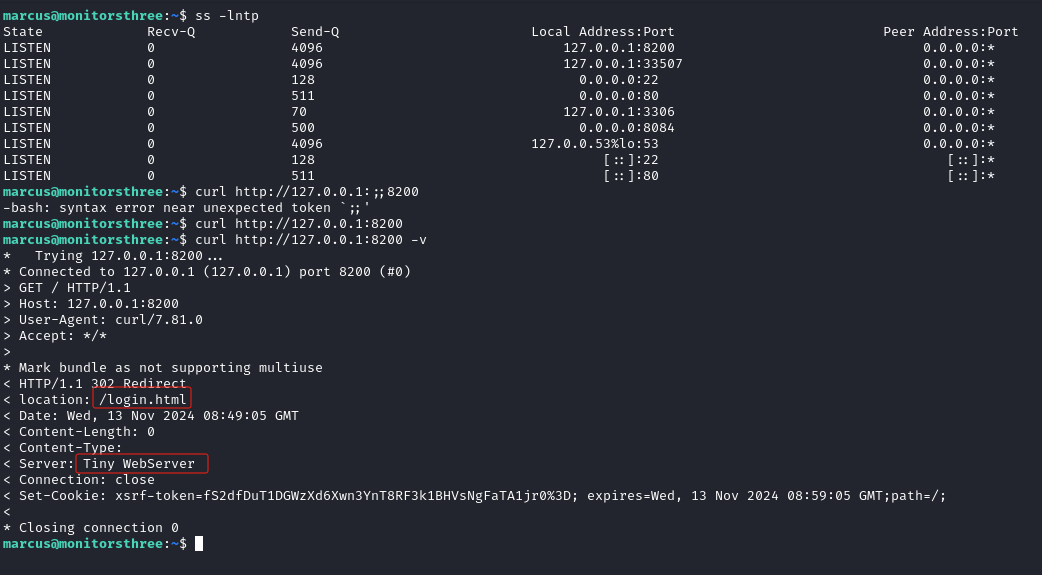 marcus@monitorsthree:~$ ss -lntp
State Recv-Q Send-Q Local Address:Port Peer Address:Port
LISTEN 0 4096 127.0.0.1:8200 0.0.0.0:*
LISTEN 0 4096 127.0.0.1:33507 0.0.0.0:*
LISTEN 0 128 0.0.0.0:22 0.0.0.0:*
LISTEN 0 511 0.0.0.0:80 0.0.0.0:*
LISTEN 0 70 127.0.0.1:3306 0.0.0.0:*
LISTEN 0 500 0.0.0.0:8084 0.0.0.0:*
LISTEN 0 4096 127.0.0.53%lo:53 0.0.0.0:*
LISTEN 0 128 [::]:22 [::]:*
LISTEN 0 511 [::]:80 [::]:*
marcus@monitorsthree:~$ curl http://127.0.0.1:;;8200
-bash: syntax error near unexpected token `;;'
marcus@monitorsthree:~$ curl http://127.0.0.1:8200
marcus@monitorsthree:~$ curl http://127.0.0.1:8200 -v
*   Trying 127.0.0.1:8200...
* Connected to 127.0.0.1 (127.0.0.1) port 8200 (#0)
> GET / HTTP/1.1
> Host: 127.0.0.1:8200
> User-Agent: curl/7.81.0
> Accept: */*
>
* Mark bundle as not supporting multiuse
< HTTP/1.1 302 Redirect
< location: /login.html
< Date: Wed, 13 Nov 2024 08:49:05 GMT
< Content-Length: 0
< Content-Type:
< Server: Tiny WebServer
< Connection: close
< Set-Cookie: xsrf-token=fS2dfDuT1DGWzXd6Xwn3YnT8RF3k1BHVsNgFaTA1jr0%3D; expires=Wed, 13 Nov 2024 08:59:05 GMT;path=/;
<
* Closing connection 0
marcus@monitorsthree:~$